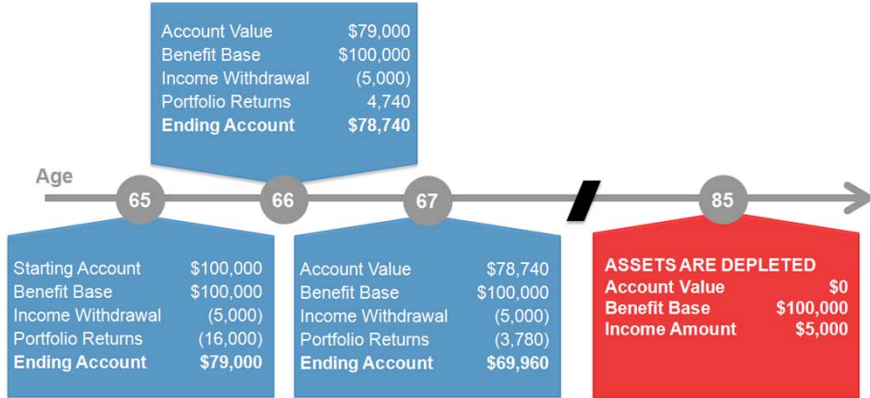 Account Value $79,000
Benefit Base $100,000
Income Withdrawal (5,000)
Portfolio Returns 4,740
Ending Account $78,740
Age
65
66
67
85
Starting Account $100,000
Benefit Base $100,000
Income Withdrawal (5,000)
Portfolio Returns (16,000)
Ending Account $79,000
Account Value $78,740
Benefit Base $100,000
Income Withdrawal (5,000)
Portfolio Returns (3,780)
Ending Account $69,960
ASSETS ARE DEPLETED
Account Value $0
Benefit Base $100,000
Income Amount $5,000